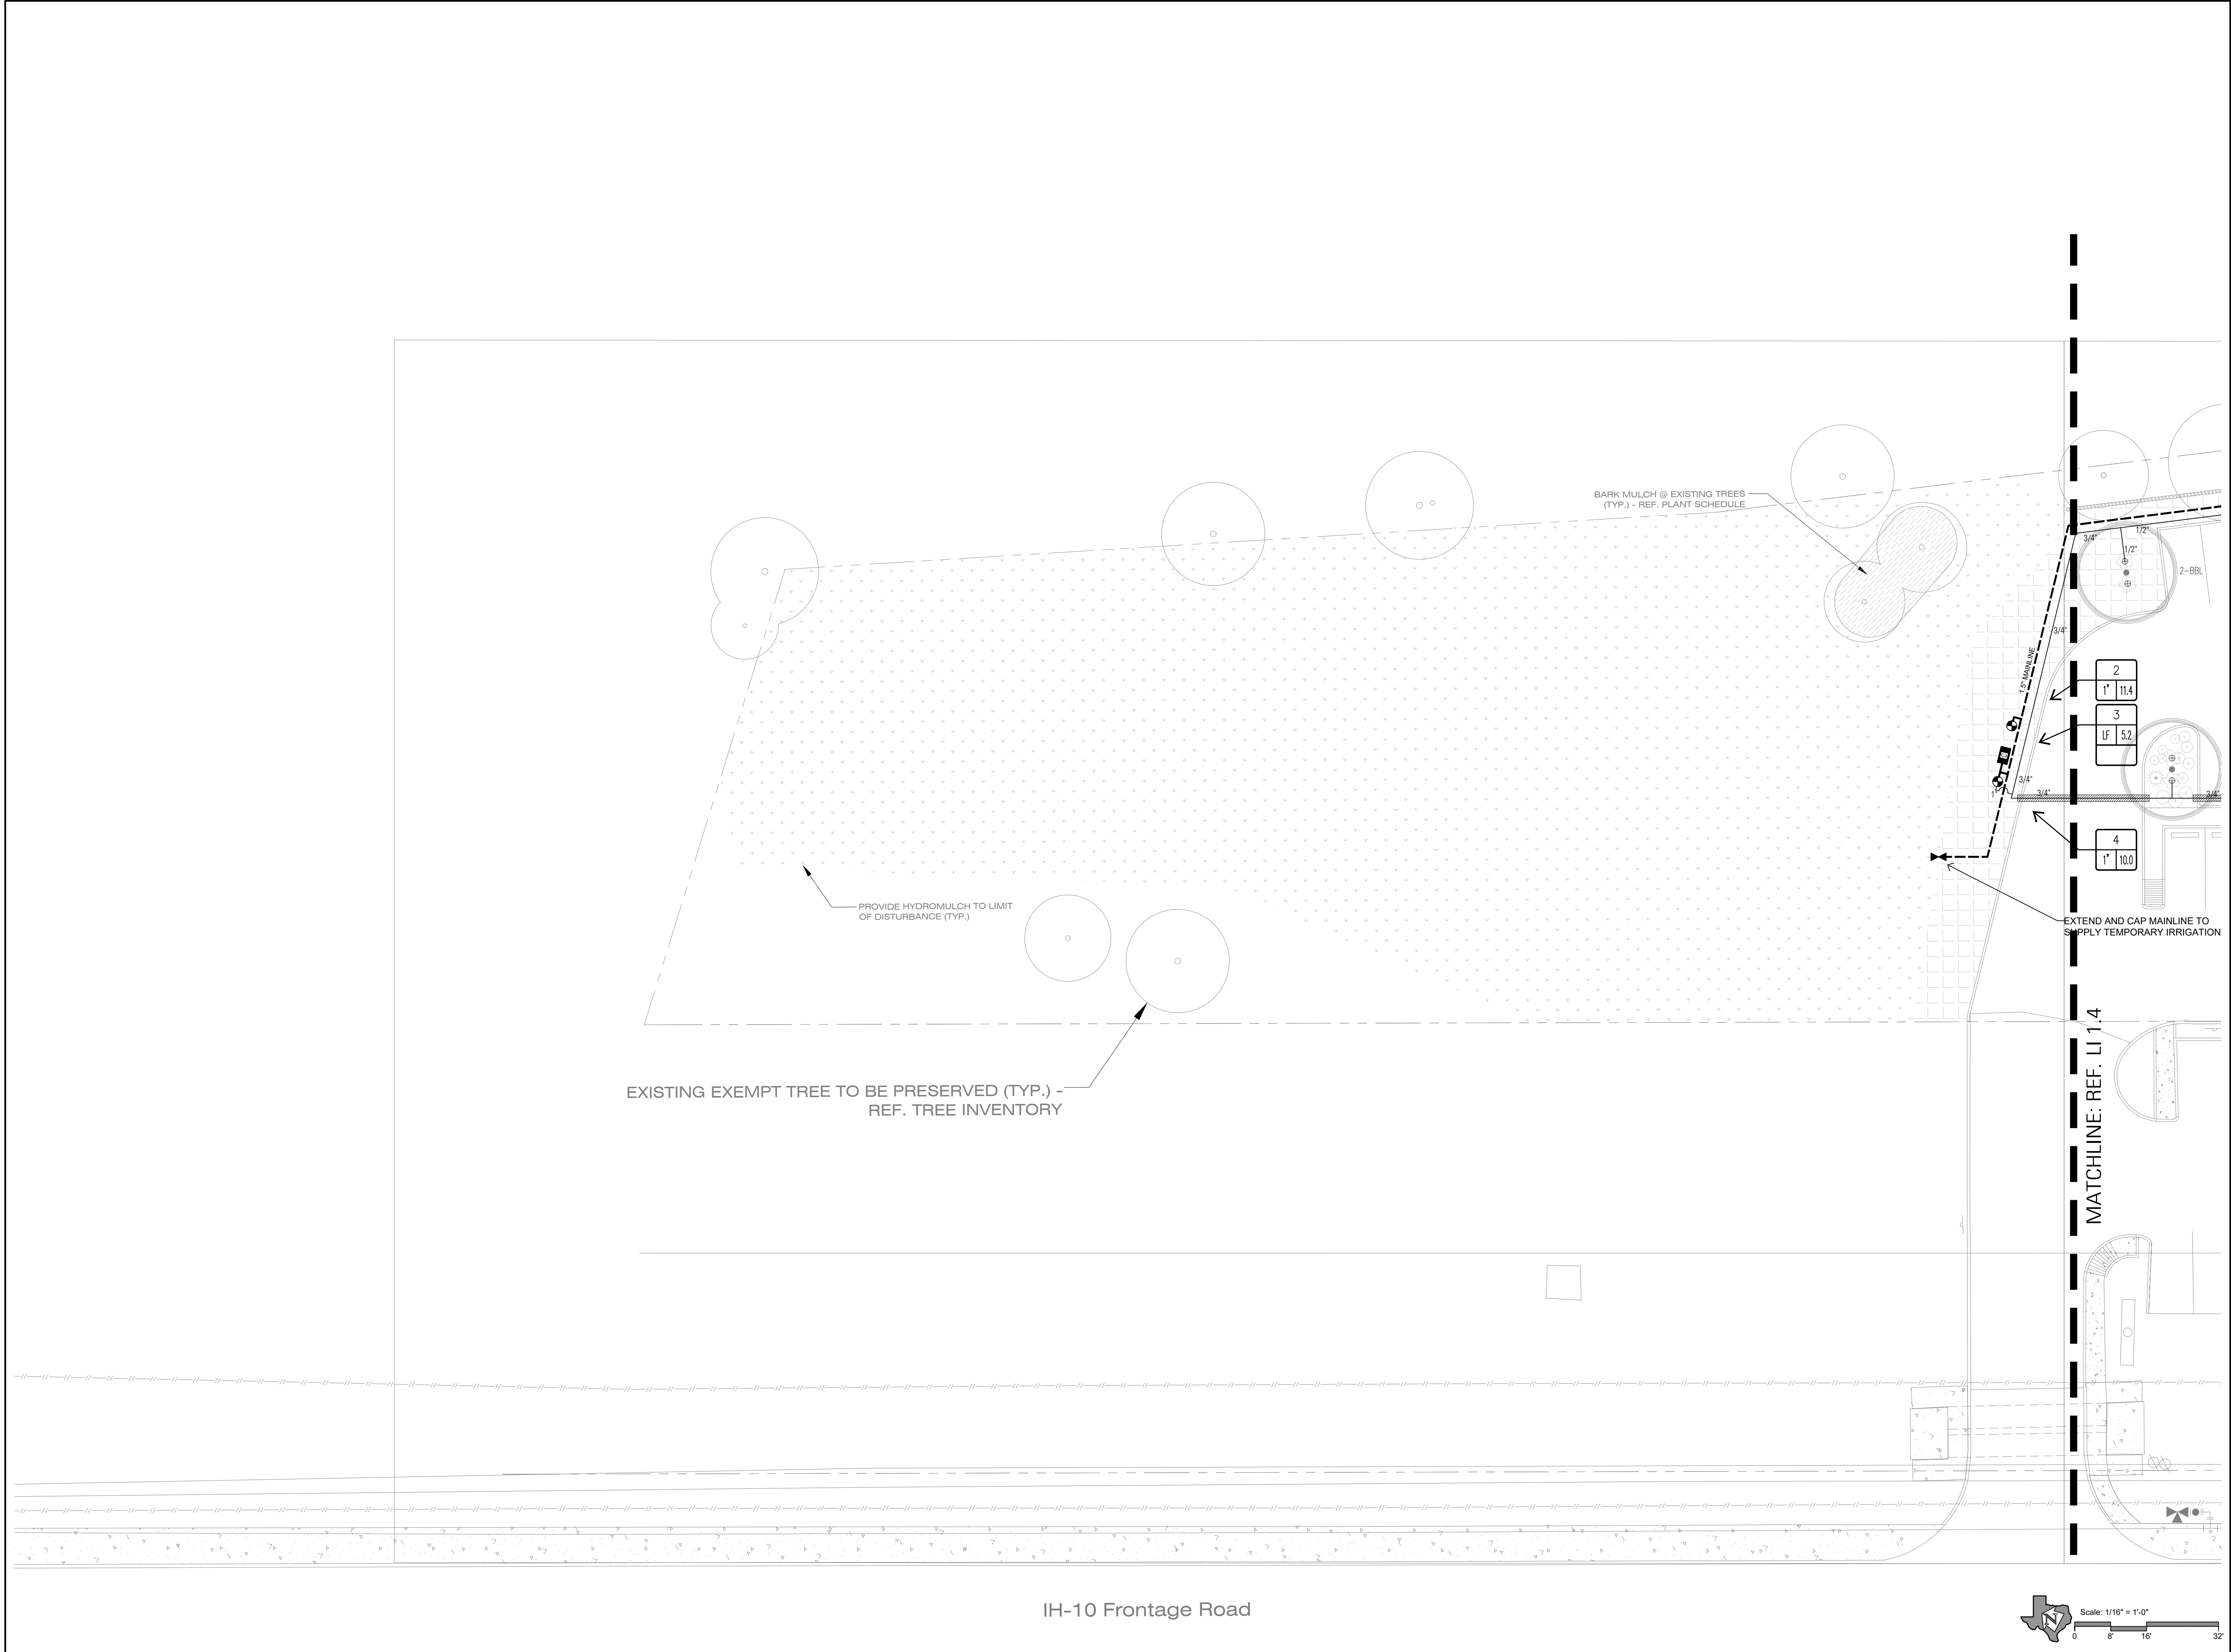 BARK MULCH @ EXISTING TREES
(TYP.) - REF. PLANT SCHEDULE
3/4"
1/2"
1/2"
2-BBL
3/4"
1.5" MAINLINE
2
1" 11.4
3
LF 5.2
3/4"
1"
3/4"
3/4"
4
1" 10.0
PROVIDE HYDROMULCH TO LIMIT
OF DISTURBANCE (TYP.)
EXTEND AND CAP MAINLINE TO
SUPPLY TEMPORARY IRRIGATION
EXISTING EXEMPT TREE TO BE PRESERVED (TYP.) -
REF. TREE INVENTORY
MATCHLINE: REF. LI 1.4
IH-10 Frontage Road
N
Scale: 1/16" = 1'-0"
0 8' 16' 32'